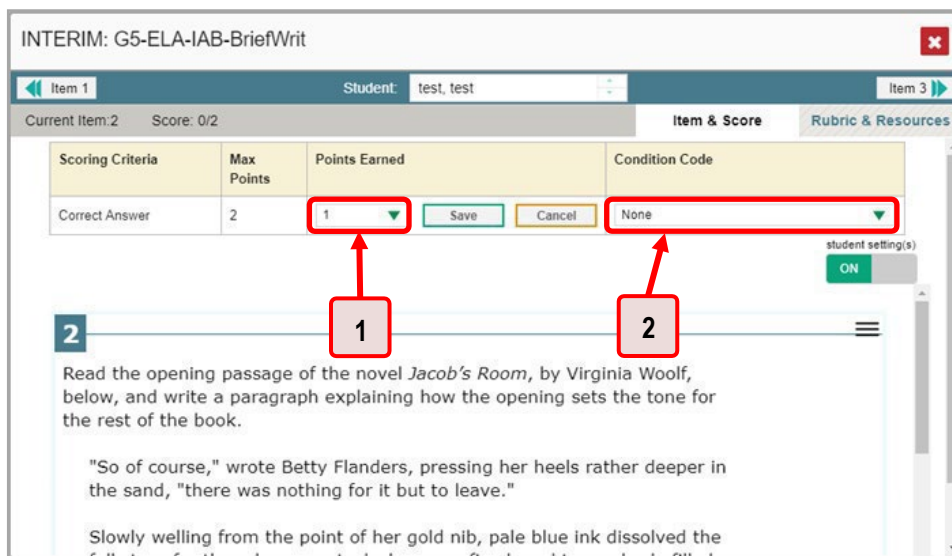 INTERIM: G5-ELA-IAB-BriefWrit
Item 1 Student: test, test Item 3
Current Item:2 Score: 0/2 Item & Score Rubric & Resources
Scoring Criteria Max Points Points Earned Condition Code
Correct Answer 2 1 Save Cancel None
student setting(s)
ON
1 2
2
Read the opening passage of the novel Jacob's Room, by Virginia Woolf,
below, and write a paragraph explaining how the opening sets the tone for
the rest of the book.
"So of course," wrote Betty Flanders, pressing her heels rather deeper in
the sand, "there was nothing for it but to leave."
Slowly welling from the point of her gold nib, pale blue ink dissolved the